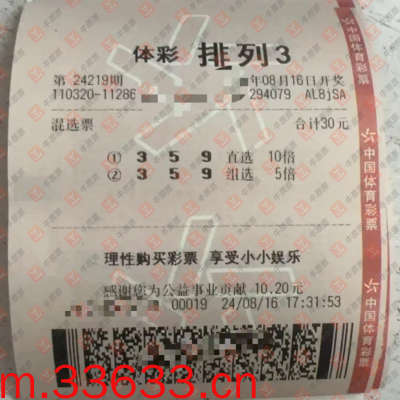 体彩 排列3
第 24219期 年08月16日开奖
110320-11286 294079 AL8jSA
混选票 合计30元
① 3 5 9 直选 10倍
② 3 5 9 组选 5倍
理性购买彩票 享受小小娱乐
感谢您为公益事业贡献 10.20元
00019 24/08/16 17:31:53
中国体育彩票
中国体育彩票
中国体育彩票
m.33633.cn